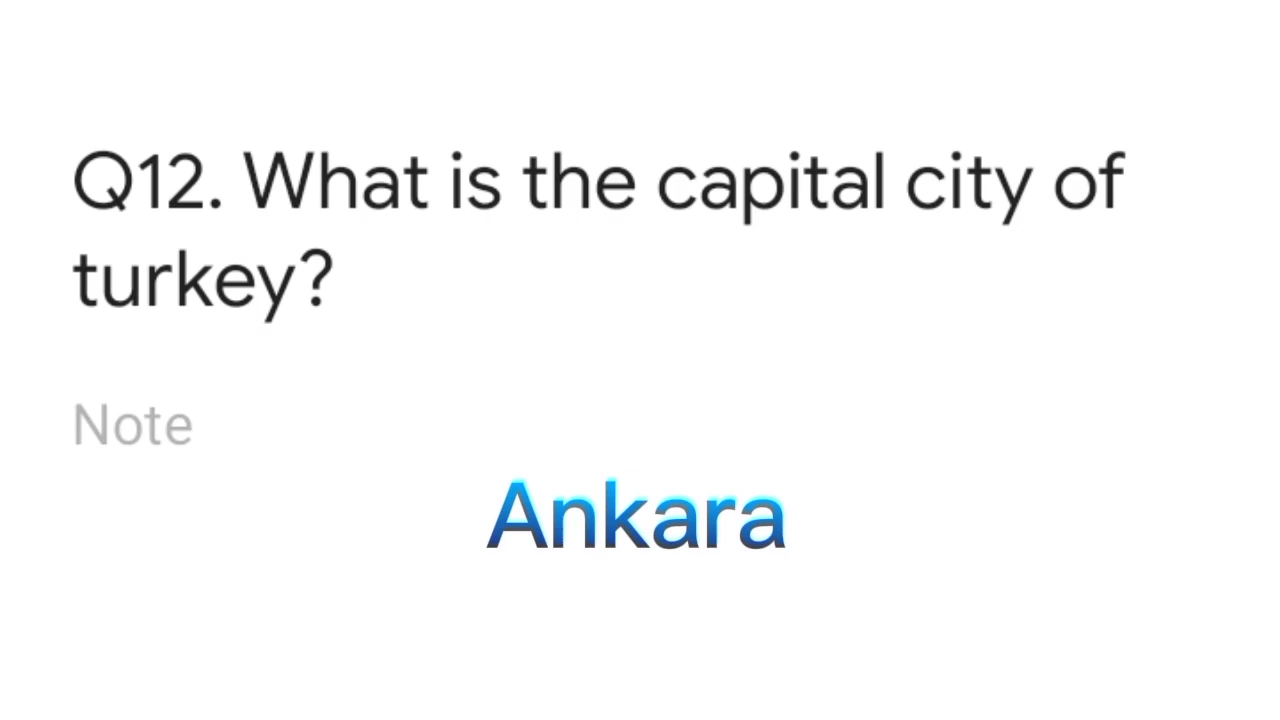 Q12. What is the capital city of
turkey?
Note
Ankara